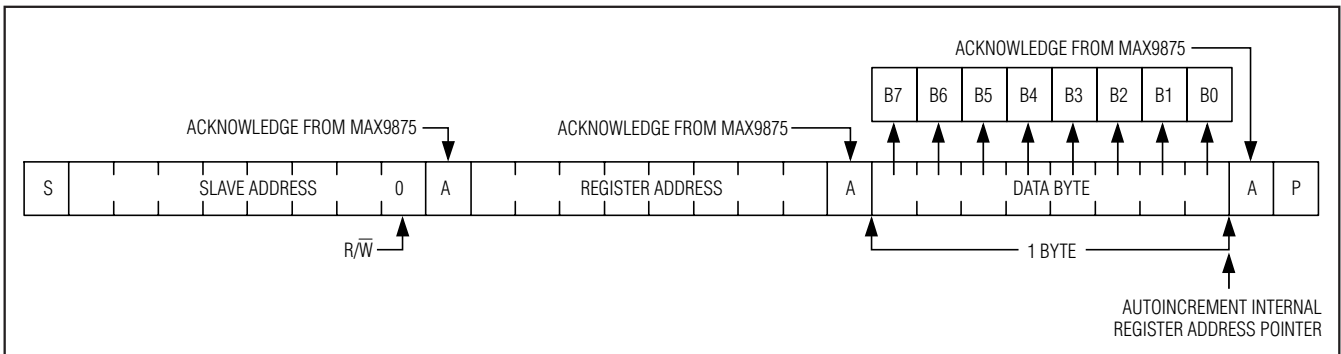 ACKNOWLEDGE FROM MAX9875
B7 B6 B5 B4 B3 B2 B1 B0
ACKNOWLEDGE FROM MAX9875
ACKNOWLEDGE FROM MAX9875
S SLAVE ADDRESS 0 A REGISTER ADDRESS A DATA BYTE A P
R/W̅
1 BYTE
AUTOINCREMENT INTERNAL
REGISTER ADDRESS POINTER